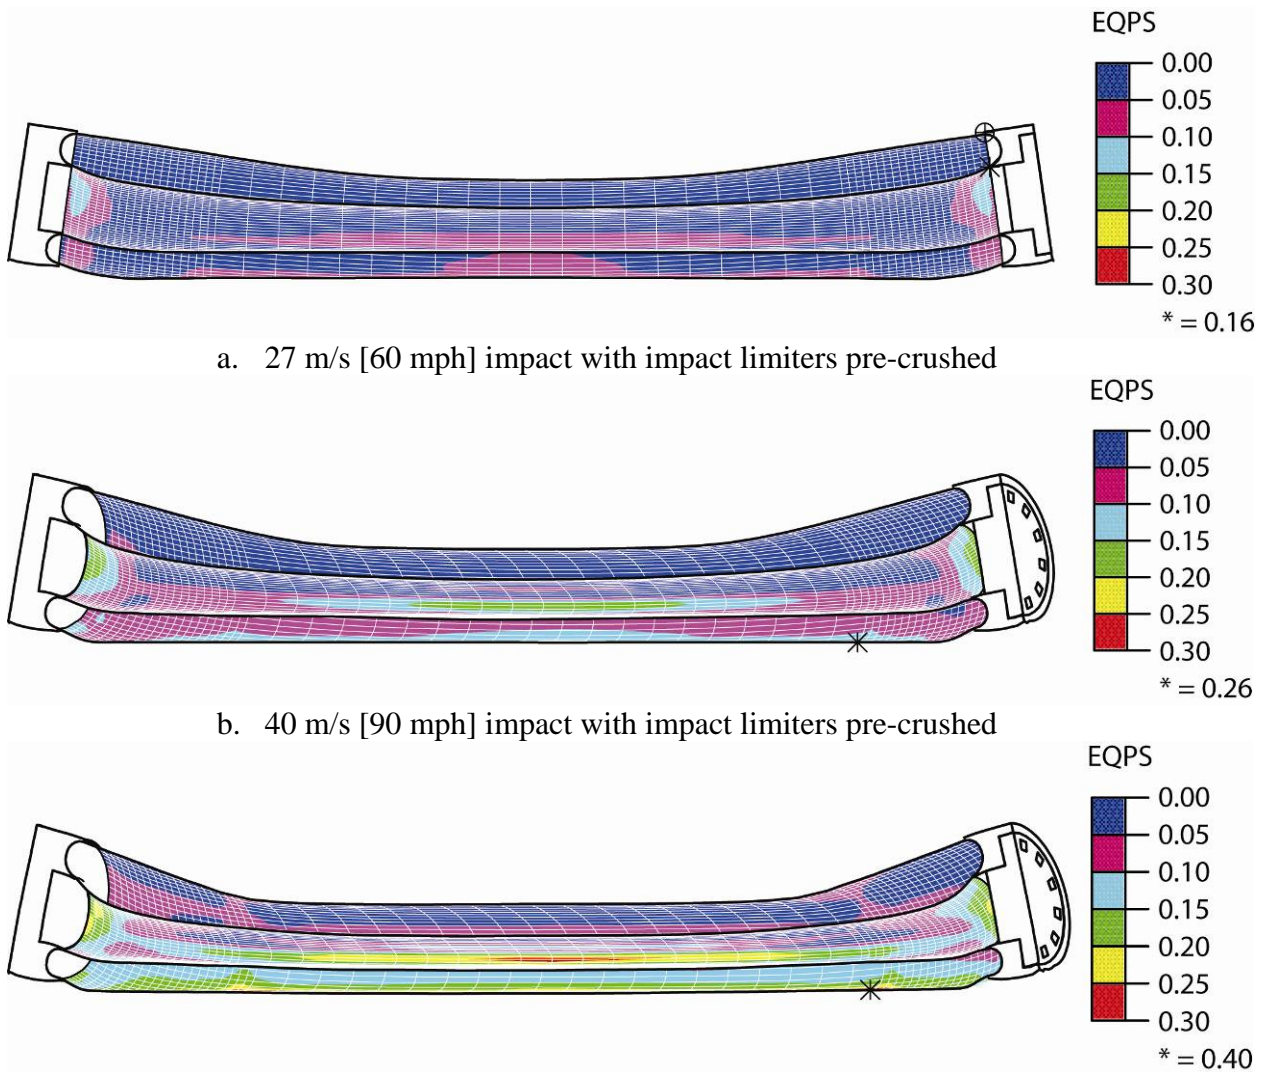 EQPS
0.00
0.05
0.10
0.15
0.20
0.25
0.30
* = 0.16
a. 27 m/s [60 mph] impact with impact limiters pre-crushed
EQPS
0.00
0.05
0.10
0.15
0.20
0.25
0.30
* = 0.26
b. 40 m/s [90 mph] impact with impact limiters pre-crushed
EQPS
0.00
0.05
0.10
0.15
0.20
0.25
0.30
* = 0.40